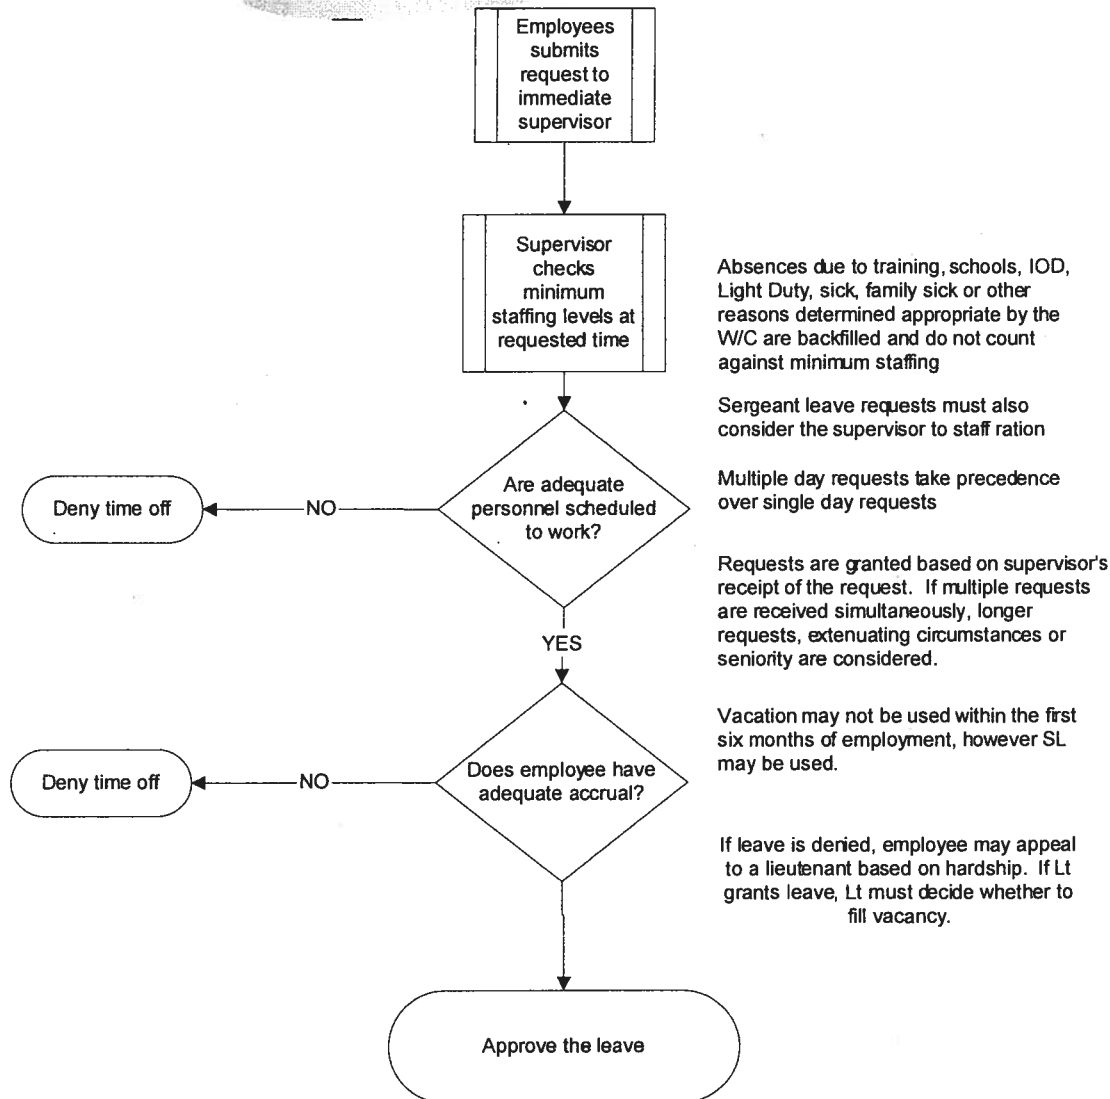 Employees
submits
request to
immediate
supervisor
Supervisor
checks
minimum
staffing levels at
requested time
Absences due to training, schools, IOD,
Light Duty, sick, family sick or other
reasons determined appropriate by the
W/C are backfilled and do not count
against minimum staffing
Sergeant leave requests must also
consider the supervisor to staff ration
Are adequate
personnel scheduled
to work?
NO
Deny time off
Multiple day requests take precedence
over single day requests
Requests are granted based on supervisor's
receipt of the request. If multiple requests
are received simultaneously, longer
requests, extenuating circumstances or
seniority are considered.
YES
Vacation may not be used within the first
six months of employment, however SL
may be used.
Does employee have
adequate accrual?
NO
Deny time off
If leave is denied, employee may appeal
to a lieutenant based on hardship. If Lt
grants leave, Lt must decide whether to
fill vacancy.
Approve the leave